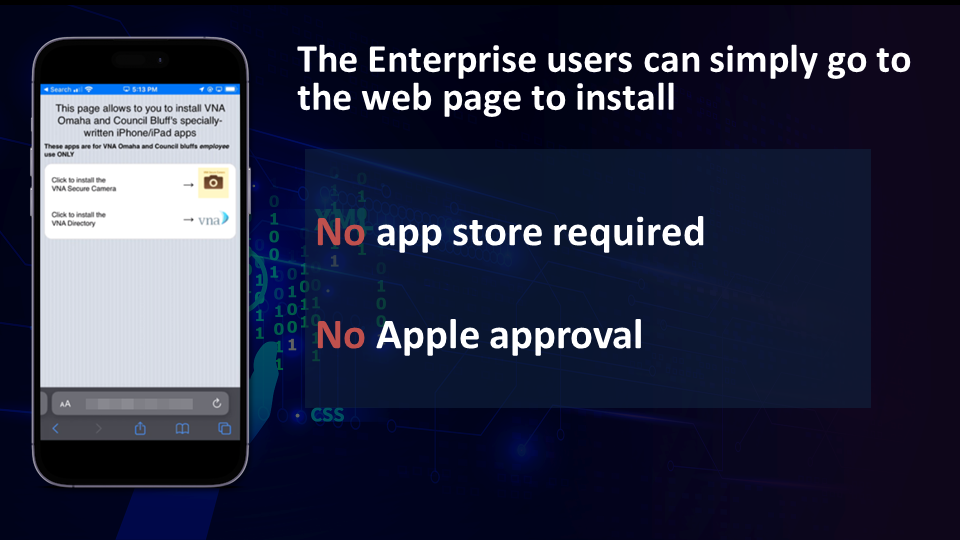 The Enterprise users can simply go to
the web page to install
Search 5:13 PM
This page allows to you to install VNA
Omaha and Council Bluff's specially-
written iPhone/iPad apps
These apps are for VNA Omaha and Council bluffs employee
use ONLY
Click to install the
VNA Secure Camera
Click to install the
VNA Directory
vna
AA
No app store required
No Apple approval
XML
CSS